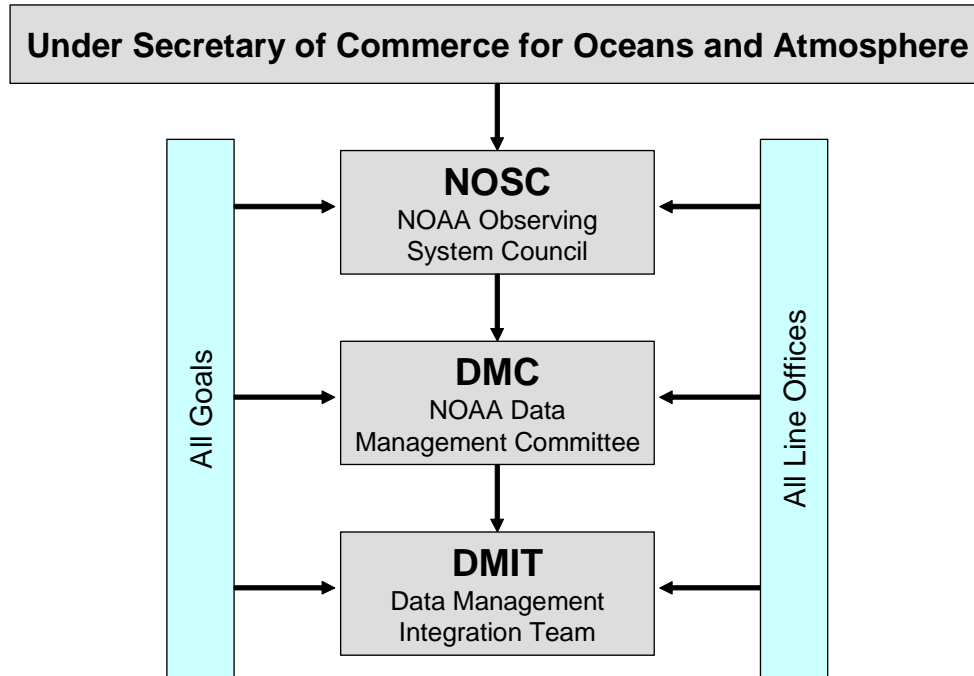 Under Secretary of Commerce for Oceans and Atmosphere
NOSC
NOAA Observing
System Council
All Goals
DMC
NOAA Data
Management Committee
All Line Offices
DMIT
Data Management
Integration Team